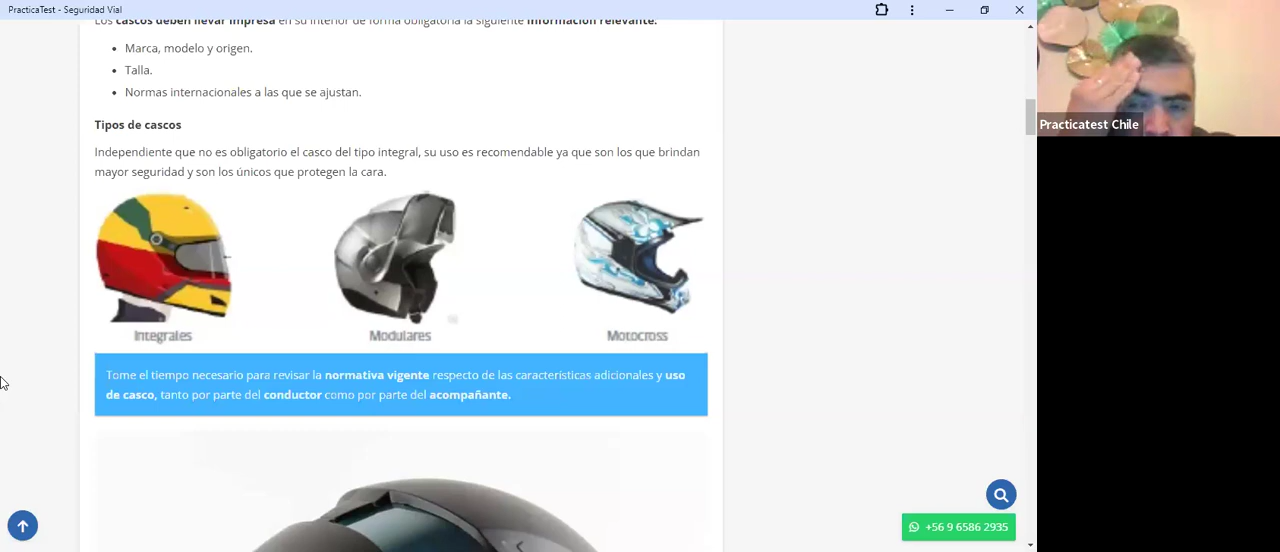 PracticaTest - Seguridad Vial
Los cascos deben llevar impresa en su interior de forma obligatoria la siguiente información relevante:
Marca, modelo y origen.
Talla.
Normas internacionales a las que se ajustan.
Tipos de cascos
Independiente que no es obligatorio el casco del tipo integral, su uso es recomendable ya que son los que brindan
mayor seguridad y son los únicos que protegen la cara.
Integrales
Modulares
Motocross
Tome el tiempo necesario para revisar la normativa vigente respecto de las características adicionales y uso
de casco, tanto por parte del conductor como por parte del acompañante.
+56 9 6586 2935
Practicatest Chile